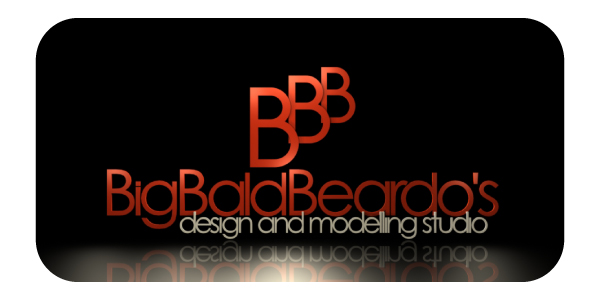 BBB
BigBaldBeardo's
design and modelling studio